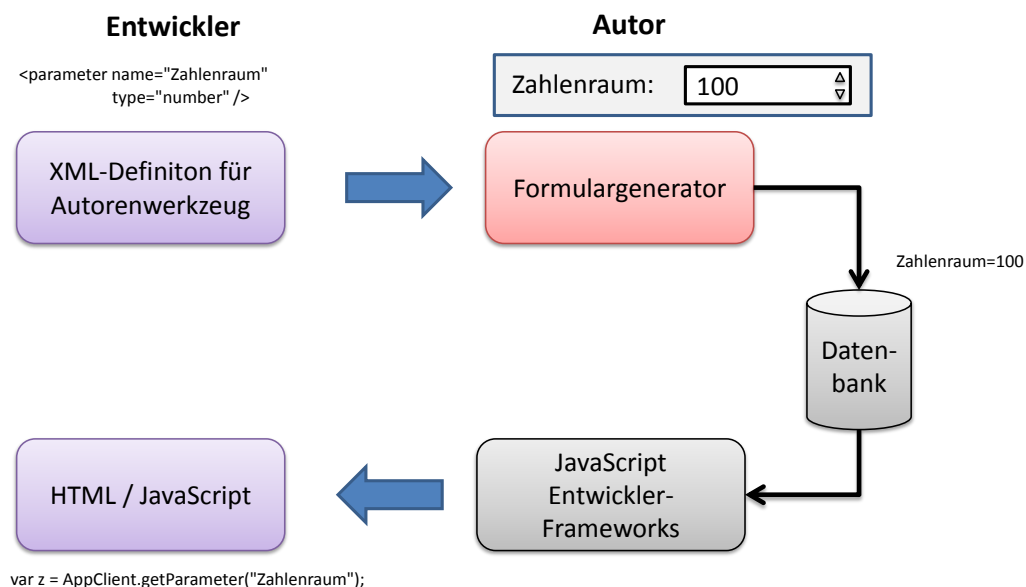 Entwickler
Autor
<parameter name="Zahlenraum"
type="number" />
Zahlenraum:
100
XML-Definiton für
Autorenwerkzeug
Formulargenerator
Zahlenraum=100
Daten-
bank
HTML / JavaScript
JavaScript
Entwickler-
Frameworks
var z = AppClient.getParameter("Zahlenraum");